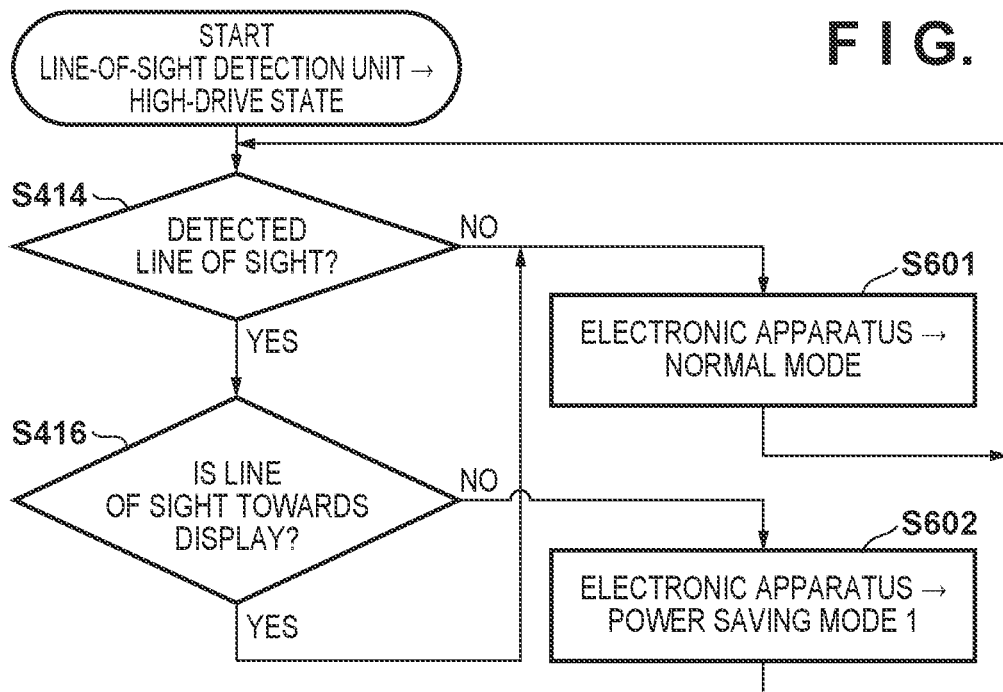 START
LINE-OF-SIGHT DETECTION UNIT →
HIGH-DRIVE STATE
FIG.
S414
DETECTED
LINE OF SIGHT?
NO
YES
S601
ELECTRONIC APPARATUS →
NORMAL MODE
S416
IS LINE
OF SIGHT TOWARDS
DISPLAY?
NO
YES
S602
ELECTRONIC APPARATUS →
POWER SAVING MODE 1